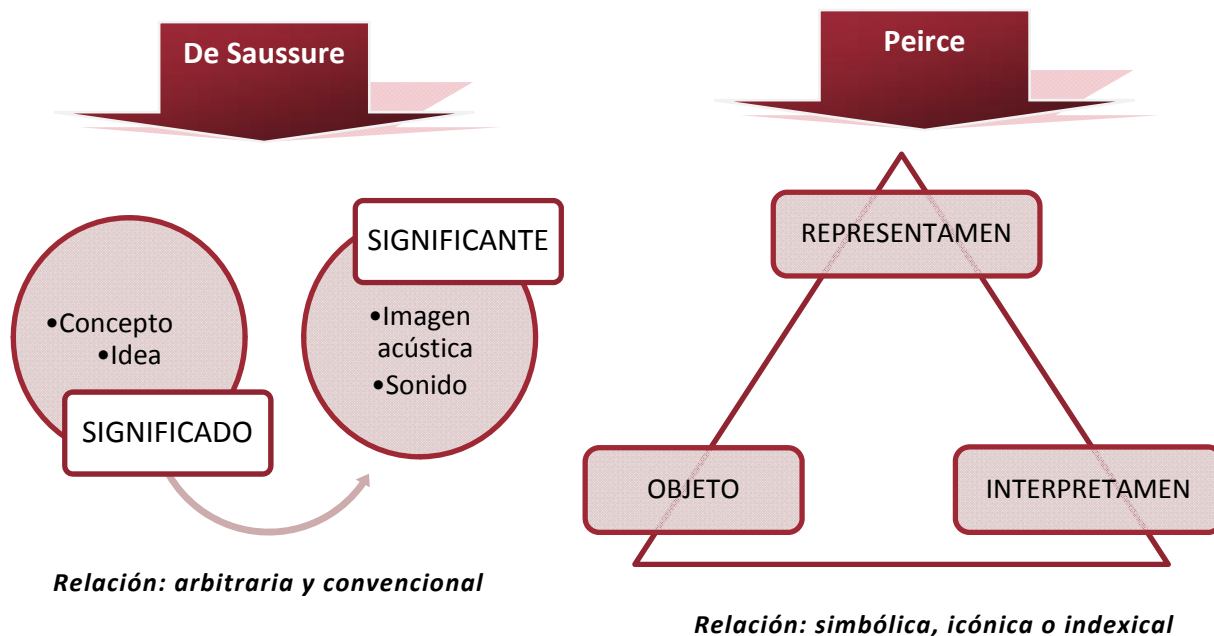 De Saussure
SIGNIFICANTE
•Concepto
•Idea
•Imagen
acústica
•Sonido
SIGNIFICADO
Relación: arbitraria y convencional
Peirce
REPRESENTAMEN
OBJETO
INTERPRETAMEN
Relación: simbólica, icónica o indexical